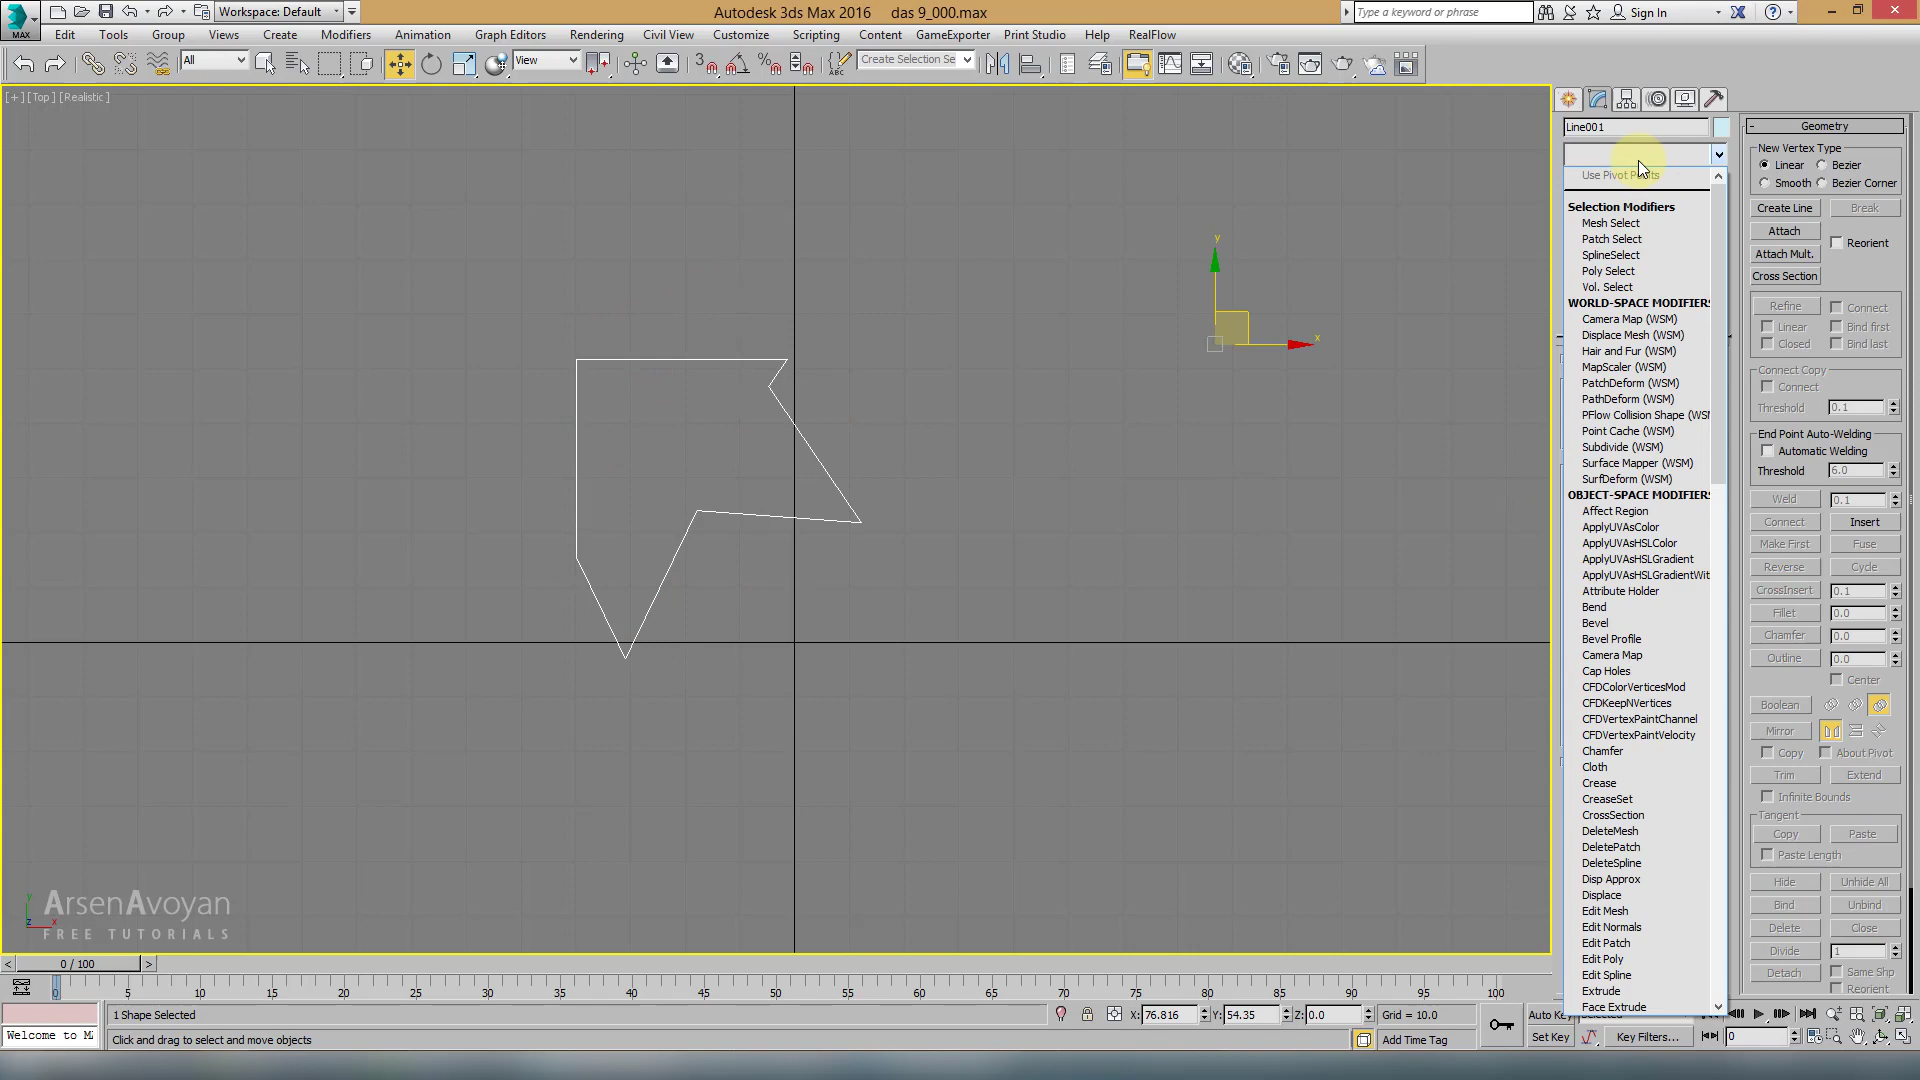 Workspace: Default
Autodesk 3ds Max 2016    das 9_000.max
Type a keyword or phrase
Sign In
MAX
Edit Tools Group Views Create Modifiers Animation Graph Editors Rendering Civil View Customize Scripting Content GameExporter Print Studio Help RealFlow
All
View
Create Selection Se
[+] [Top] [Realistic]
Line001
Use Pivot Points
Selection Modifiers
Mesh Select
Patch Select
SplineSelect
Poly Select
Vol. Select
WORLD-SPACE MODIFIERS
Camera Map (WSM)
Displace Mesh (WSM)
Hair and Fur (WSM)
MapScaler (WSM)
PatchDeform (WSM)
PathDeform (WSM)
PFlow Collision Shape (WSM
Point Cache (WSM)
Subdivide (WSM)
Surface Mapper (WSM)
SurfDeform (WSM)
OBJECT-SPACE MODIFIERS
Affect Region
ApplyUVAsColor
ApplyUVAsHSLColor
ApplyUVAsHSLGradient
ApplyUVAsHSLGradientWit
Attribute Holder
Bend
Bevel
Bevel Profile
Camera Map
Cap Holes
CFDColorVerticesMod
CFDKeepNVertices
CFDVertexPaintChannel
CFDVertexPaintVelocity
Chamfer
Cloth
Crease
CreaseSet
CrossSection
DeleteMesh
DeletePatch
DeleteSpline
Disp Approx
Displace
Edit Mesh
Edit Normals
Edit Patch
Edit Poly
Edit Spline
Extrude
Face Extrude
- Geometry
New Vertex Type
Linear Bezier
Smooth Bezier Corner
Create Line Break
Attach
Reorient
Attach Mult.
Cross Section
Refine Connect
Linear Bind first
Closed Bind last
Connect Copy
Connect
Threshold 0.1
End Point Auto-Welding
Automatic Welding
Threshold 6.0
Weld 0.1
Connect Insert
Make First Fuse
Reverse Cycle
CrossInsert 0.1
Fillet 0.0
Chamfer 0.0
Outline 0.0
Center
Boolean
Mirror
Copy About Pivot
Trim Extend
Infinite Bounds
Tangent
Copy Paste
Paste Length
Hide Unhide All
Bind Unbind
Delete Close
Divide 1
Detach Same Shp
Reorient
y
x
y
z x
ArsenAvoyan
FREE TUTORIALS
< 0 / 100 >
0 5 10 15 20 25 30 35 40 45 50 55 60 65 70 75 80 85 90 95 100
1 Shape Selected
X: 76.816 Y: 54.35 Z: 0.0
Grid = 10.0
Auto Key
Selected
Welcome to M
Click and drag to select and move objects
Add Time Tag
Set Key
Key Filters...
0